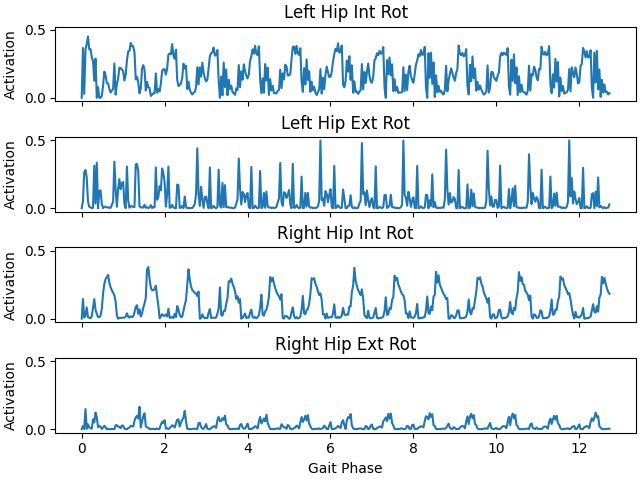 Left Hip Int Rot
0.5
Activation
0.0
Left Hip Ext Rot
0.5
Activation
0.0
Right Hip Int Rot
0.5
Activation
0.0
Right Hip Ext Rot
0.5
Activation
0.0
0 2 4 6 8 10 12
Gait Phase